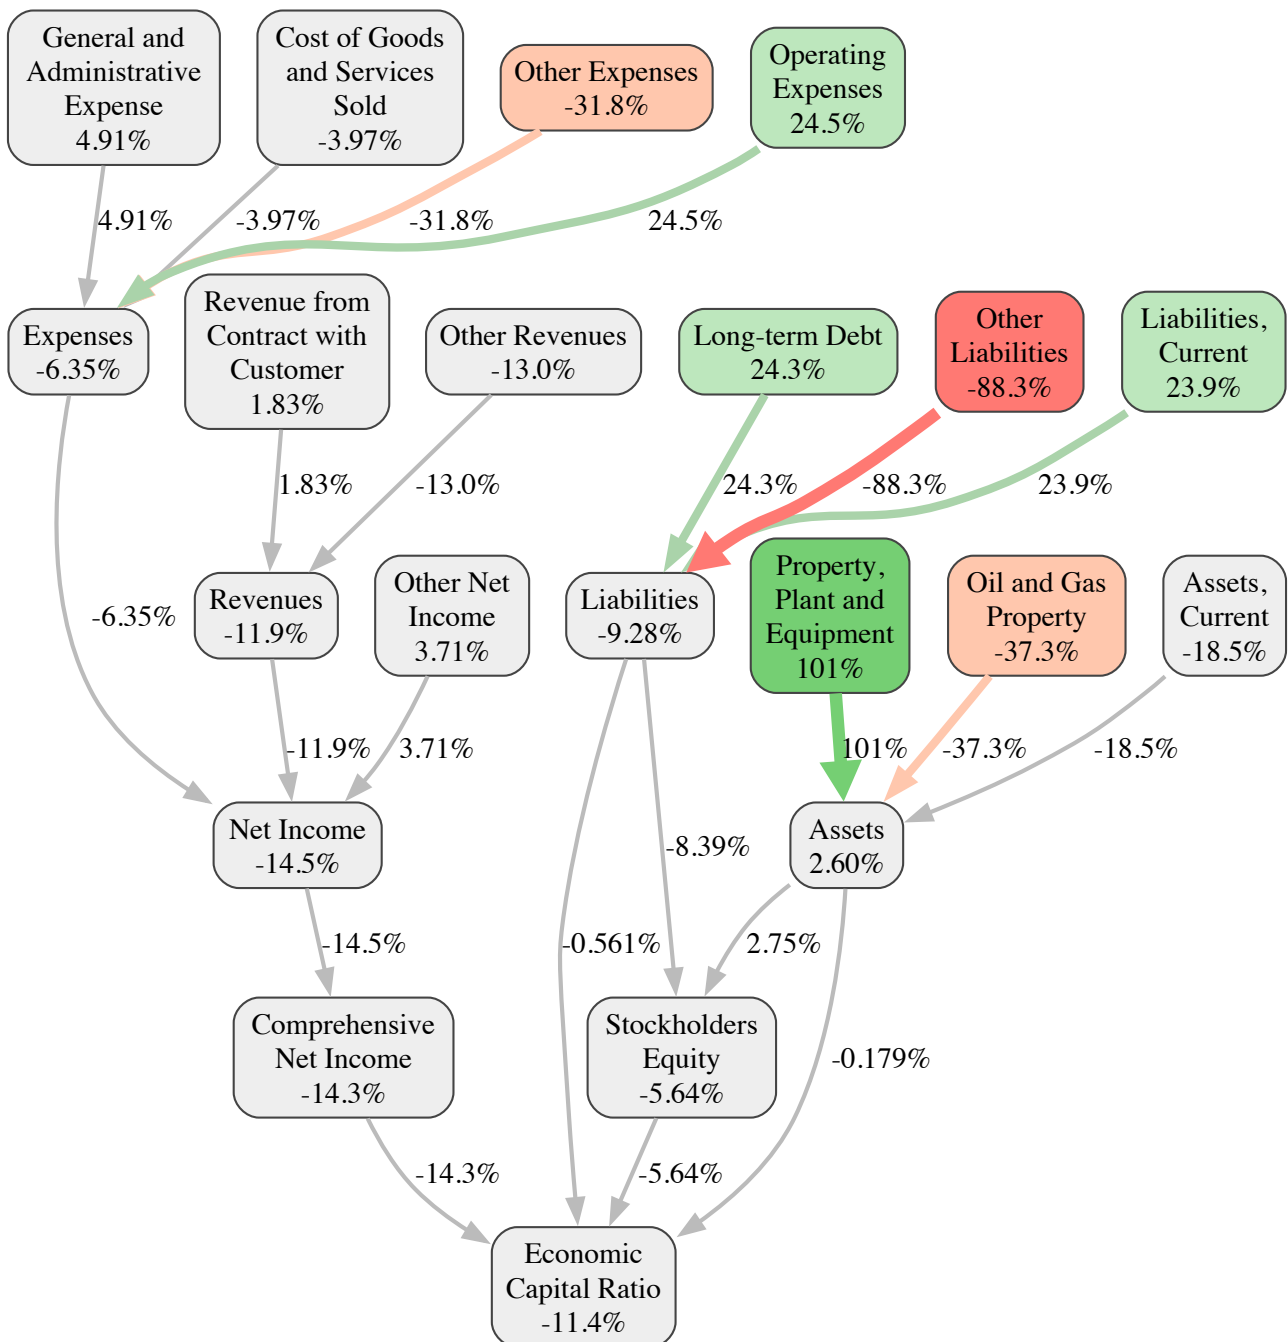 General and
Administrative
Expense
4.91%
Cost of Goods
and Services
Sold
-3.97%
Other Expenses
-31.8%
Operating
Expenses
24.5%
4.91%
-3.97%
-31.8%
24.5%
Expenses
-6.35%
Revenue from
Contract with
Customer
1.83%
Other Revenues
-13.0%
Long-term Debt
24.3%
Other
Liabilities
-88.3%
Liabilities,
Current
23.9%
1.83%
-13.0%
24.3%
-88.3%
23.9%
-6.35%
Revenues
-11.9%
Other Net
Income
3.71%
Liabilities
-9.28%
Property,
Plant and
Equipment
101%
Oil and Gas
Property
-37.3%
Assets,
Current
-18.5%
-11.9%
3.71%
101%
-37.3%
-18.5%
Net Income
-14.5%
-8.39%
Assets
2.60%
-14.5%
-0.561%
2.75%
Comprehensive
Net Income
-14.3%
Stockholders
Equity
-5.64%
-0.179%
-14.3%
-5.64%
Economic
Capital Ratio
-11.4%